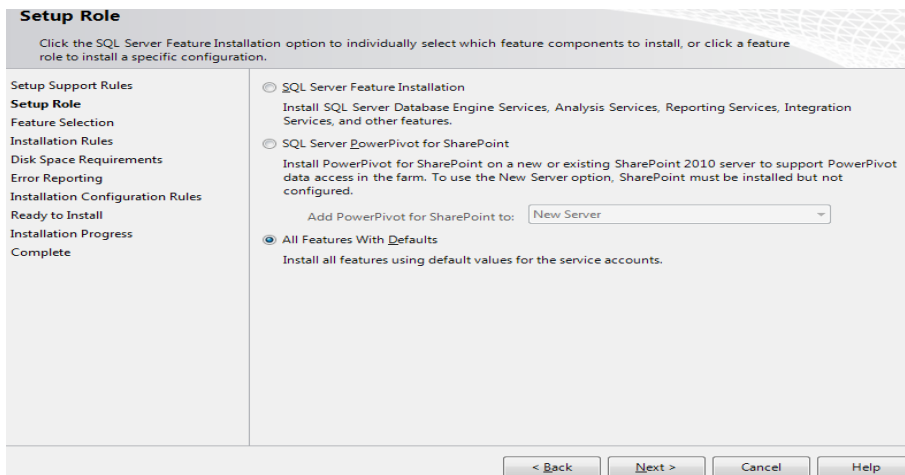 Setup Role
Click the SQL Server Feature Installation option to individually select which feature components to install, or click a feature
role to install a specific configuration.
Setup Support Rules
Setup Role
Feature Selection
Installation Rules
Disk Space Requirements
Error Reporting
Installation Configuration Rules
Ready to Install
Installation Progress
Complete
SQL Server Feature Installation
Install SQL Server Database Engine Services, Analysis Services, Reporting Services, Integration
Services, and other features.
SQL Server PowerPivot for SharePoint
Install PowerPivot for SharePoint on a new or existing SharePoint 2010 server to support PowerPivot
data access in the farm. To use the New Server option, SharePoint must be installed but not
configured.
Add PowerPivot for SharePoint to: New Server
All Features With Defaults
Install all features using default values for the service accounts.
< Back Next > Cancel Help